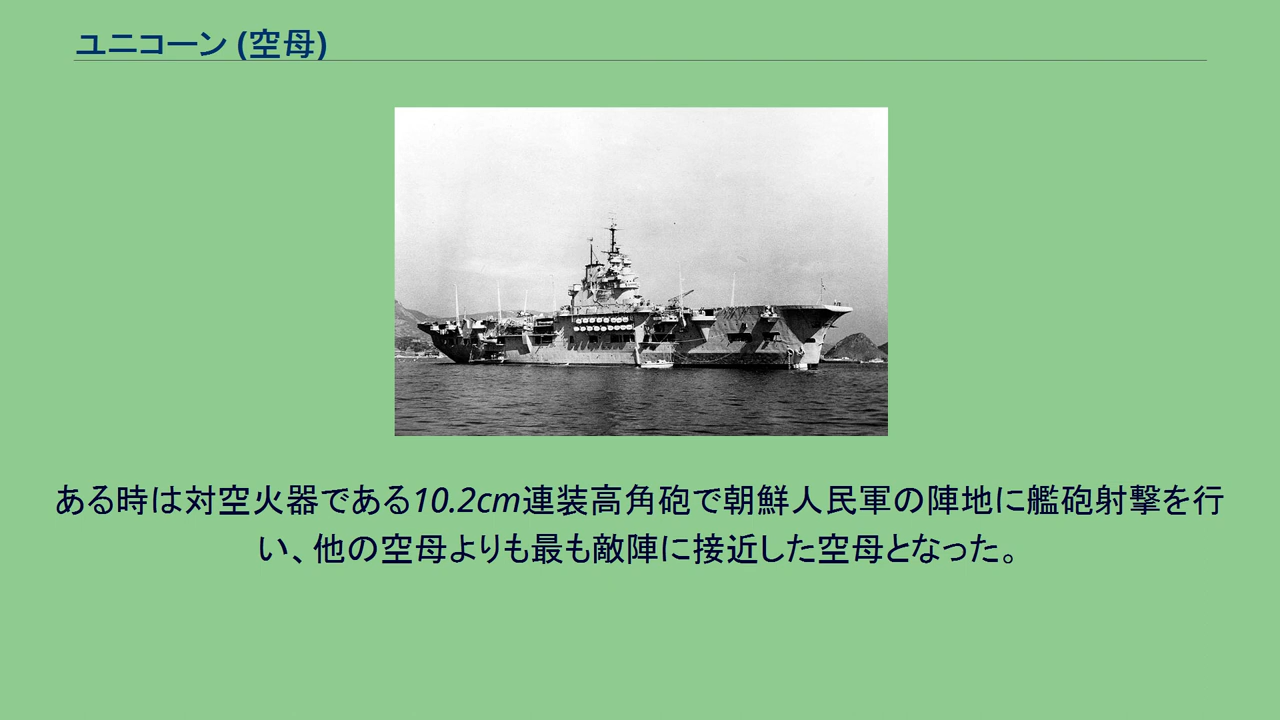 ユニコーン (空母)
ある時は対空火器である10.2cm連装高角砲で朝鮮人民軍の陣地に艦砲射撃を行
い、他の空母よりも最も敵陣に接近した空母となった。